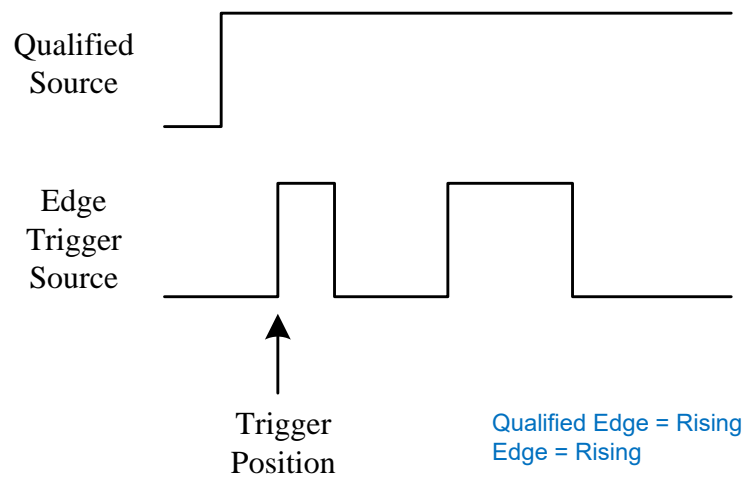 Qualified
Source
Edge
Trigger
Source
Trigger
Position
Qualified Edge = Rising
Edge = Rising